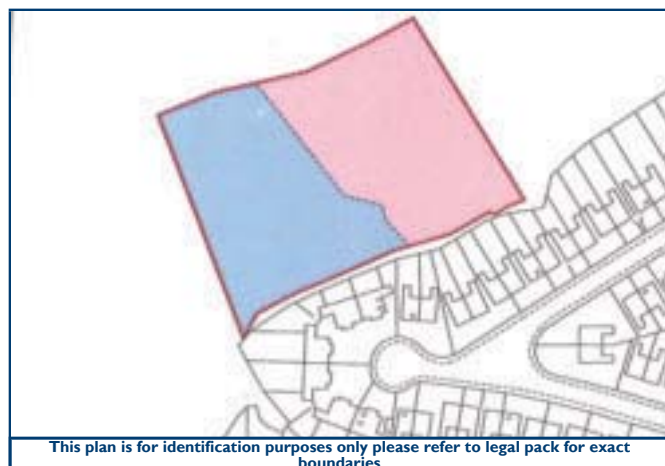 This plan is for identification purposes only please refer to legal pack for exact
boundaries